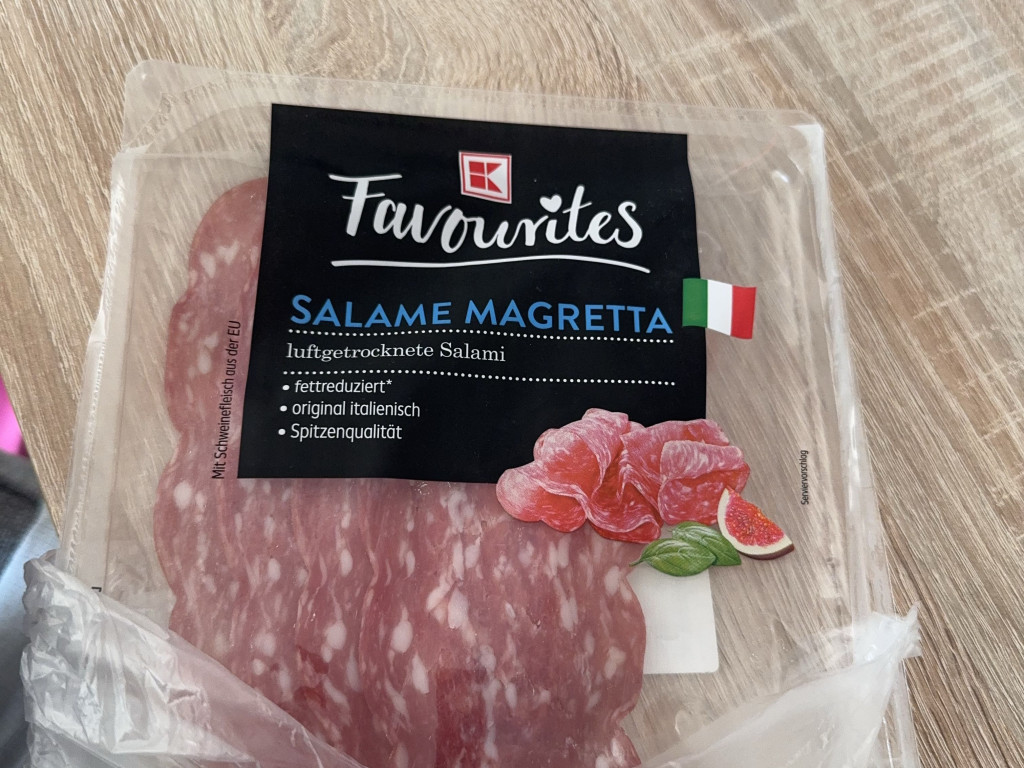 K
Favourites
SALAME MAGRETTA
luftgetrocknete Salami
• fettreduziert*
• original italienisch
• Spitzenqualität
Mit Schweinefleisch aus der EU
Serviervorschlag